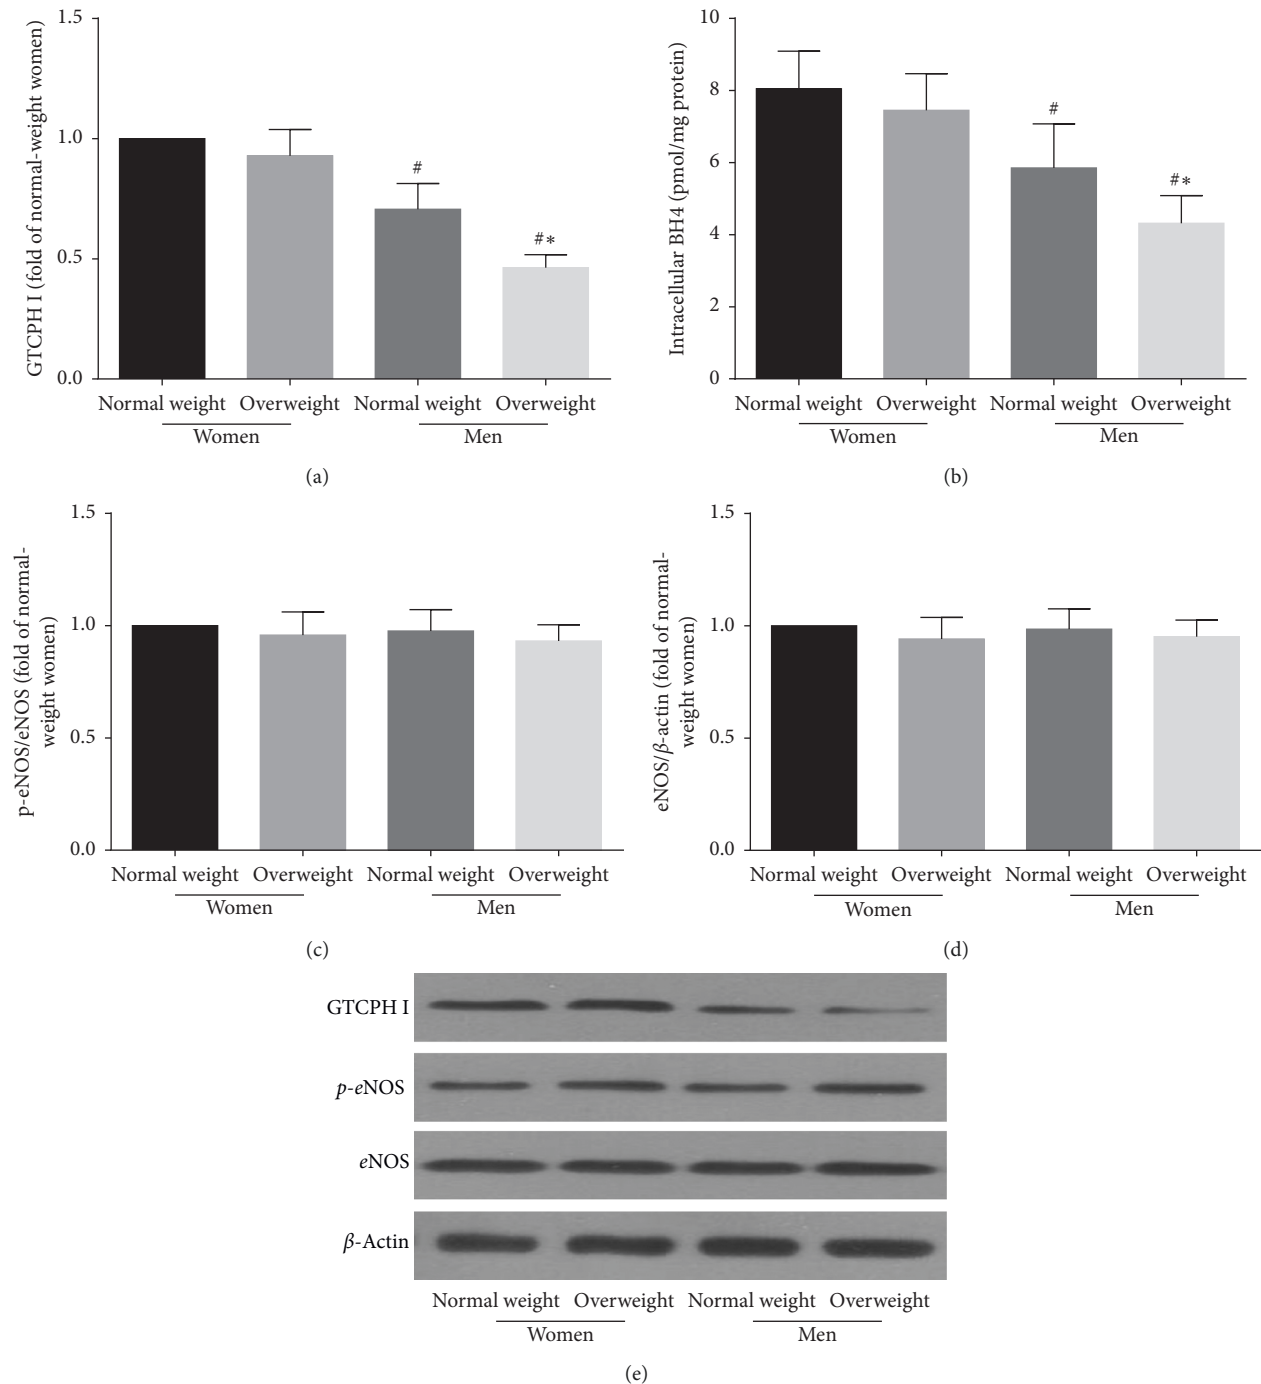 GTCPH I (fold of normal-weight women)
1.5
1.0
0.5
0.0
#
#*
Normal weight Overweight Normal weight Overweight
Women Men
(a)
Intracellular BH4 (pmol/mg protein)
10
8
6
4
2
0
#
#*
Normal weight Overweight Normal weight Overweight
Women Men
(b)
p-eNOS/eNOS (fold of normal-
weight women)
1.5
1.0
0.5
0.0
Normal weight Overweight Normal weight Overweight
Women Men
(c)
eNOS/β-actin (fold of normal-
weight women)
1.5
1.0
0.5
0.0
Normal weight Overweight Normal weight Overweight
Women Men
(d)
GTCPH I
p-eNOS
eNOS
β-Actin
Normal weight Overweight Normal weight Overweight
Women Men
(e)